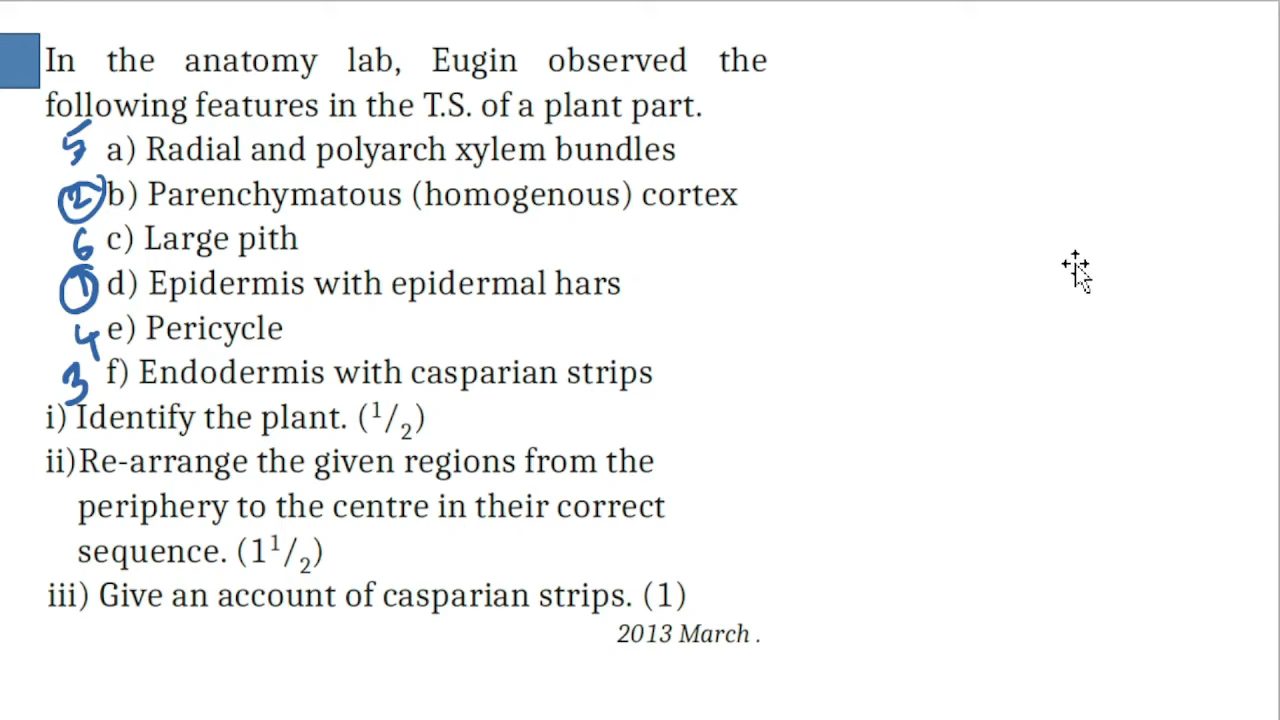 In the anatomy lab, Eugin observed the
following features in the T.S. of a plant part.
5 a) Radial and polyarch xylem bundles
2 b) Parenchymatous (homogenous) cortex
6 c) Large pith
1 d) Epidermis with epidermal hars
4 e) Pericycle
3 f) Endodermis with casparian strips
i) Identify the plant. (1/2)
ii)Re-arrange the given regions from the
periphery to the centre in their correct
sequence. (1 1/2)
iii) Give an account of casparian strips. (1)
2013 March .